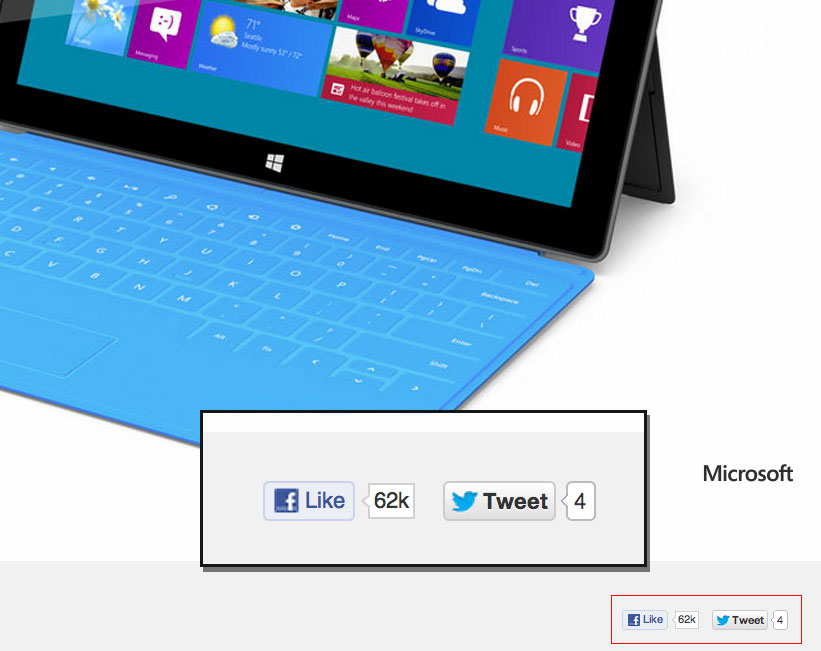 Maps
SkyDrive
Messaging
71°
Seattle
Mostly sunny 53° / 72°
Weather
Hot air balloon festival takes off in
the valley this weekend
Sports
Music
Video
Home End PgUp PgDn Del
Backspace
E R T Y U I O P
D F G H J K L
Enter
C V B N M
Shift
Alt Fn
Like 62k Tweet 4
Microsoft
Like 62k Tweet 4